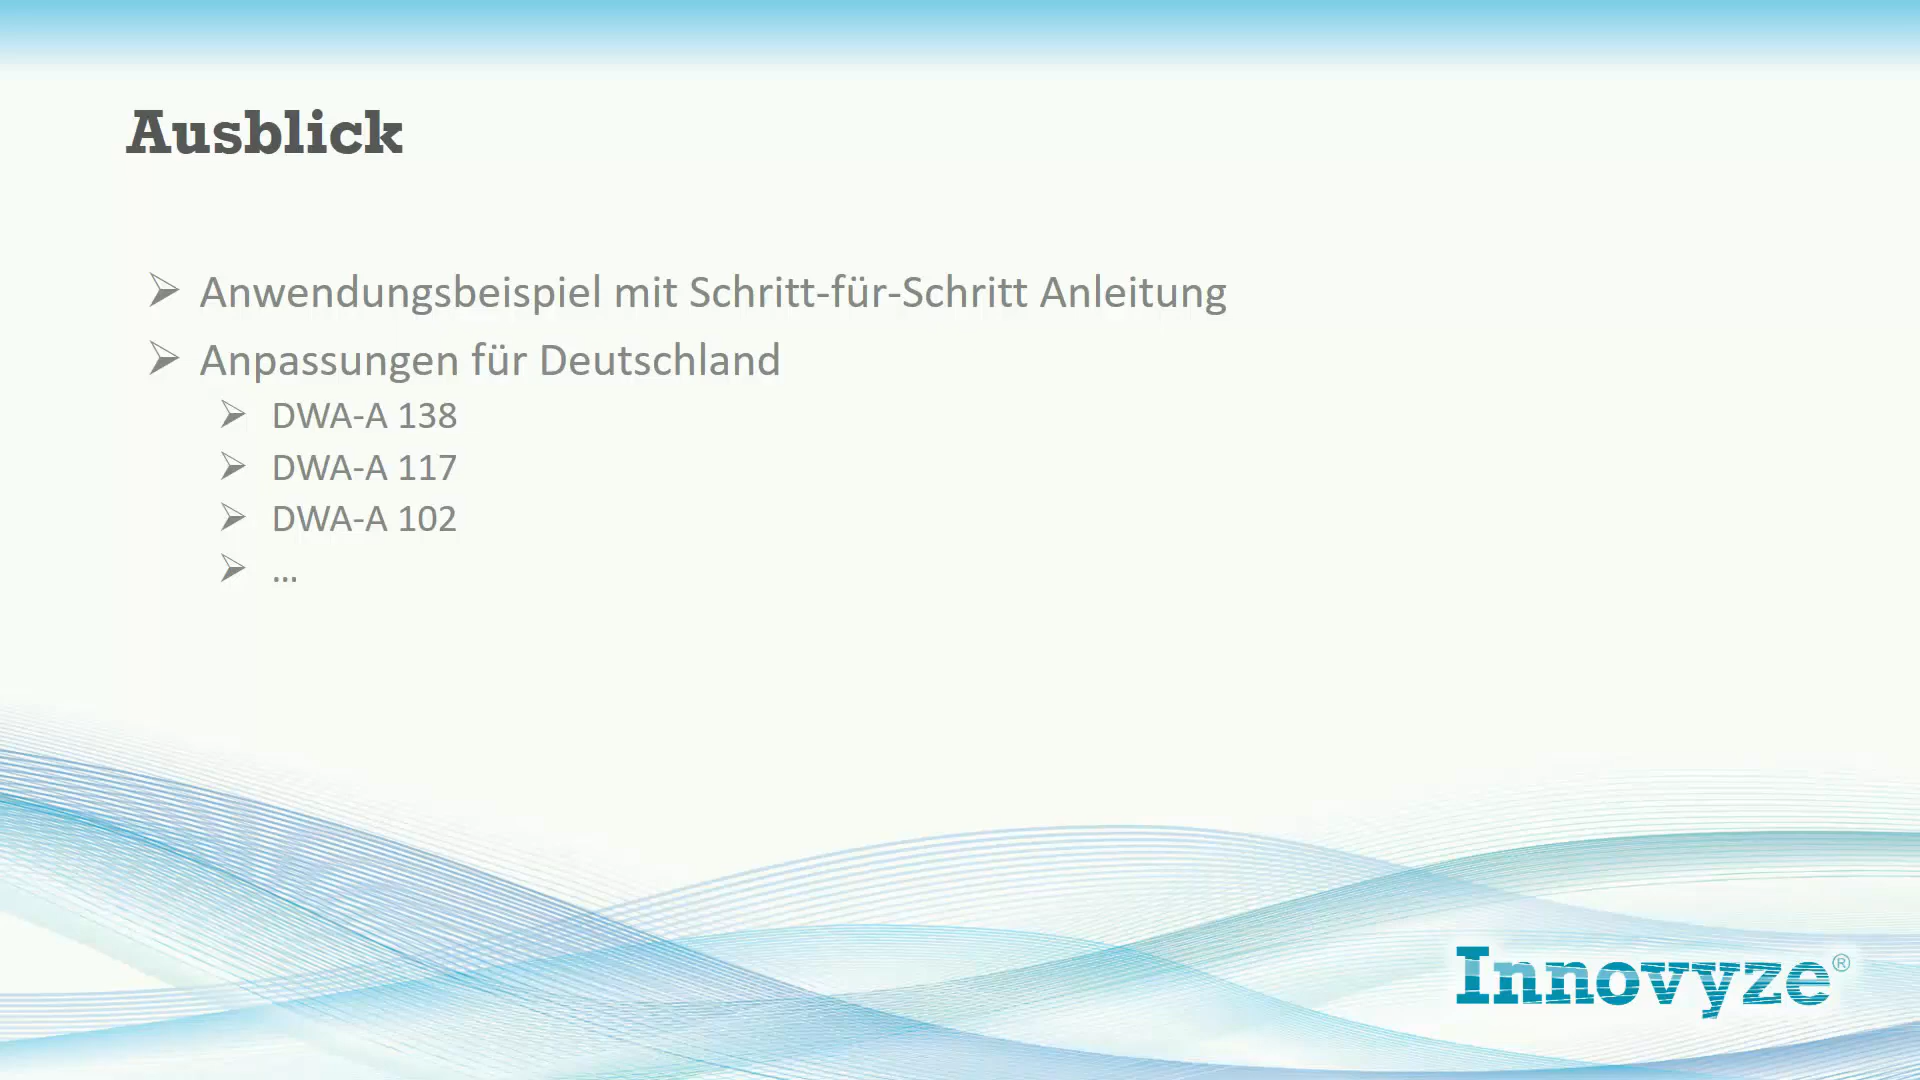 Ausblick
Anwendungsbeispiel mit Schritt-für-Schritt Anleitung
Anpassungen für Deutschland
DWA-A 138
DWA-A 117
DWA-A 102
...
Innovyze®